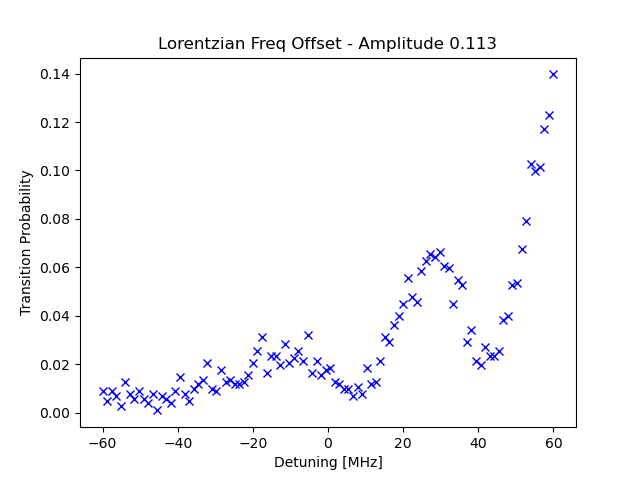 Lorentzian Freq Offset - Amplitude 0.113
Transition Probability
0.14
0.12
0.10
0.08
0.06
0.04
0.02
0.00
−60 −40 −20 0 20 40 60
Detuning [MHz]